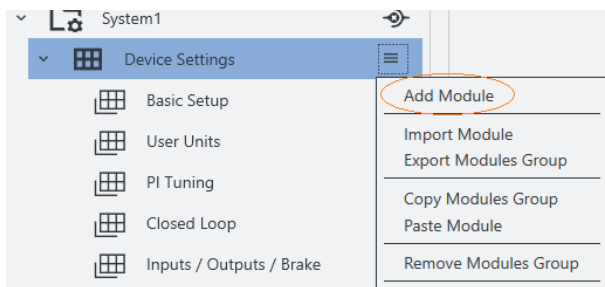 System1
Device Settings
Basic Setup
User Units
PI Tuning
Closed Loop
Inputs / Outputs / Brake
Add Module
Import Module
Export Modules Group
Copy Modules Group
Paste Module
Remove Modules Group